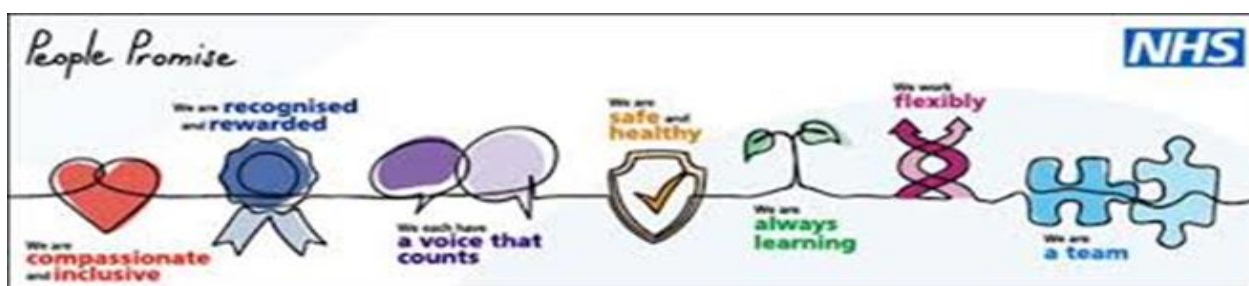 People Promise
NHS
We are recognised
and rewarded
We are
safe and
healthy
We work
flexibly
We are
compassionate
and inclusive
We each have
a voice that
counts
We are
always
learning
We are
a team